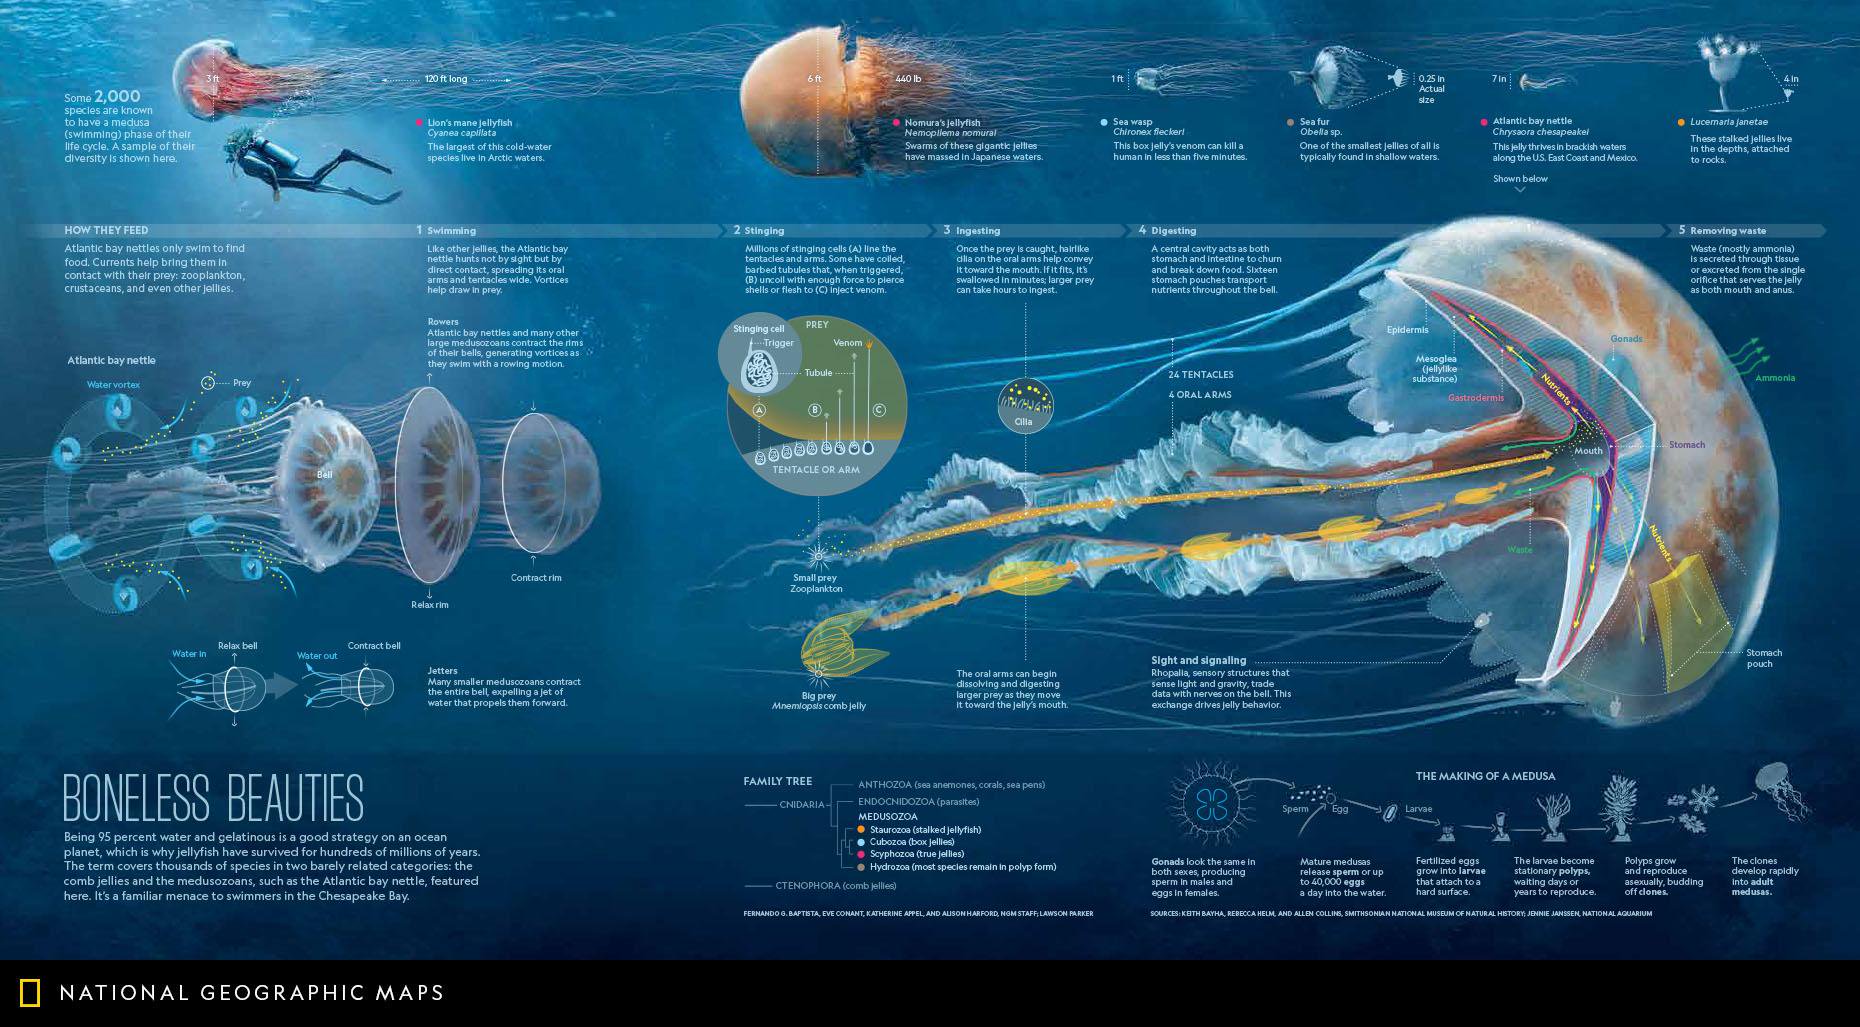 3 ft
120 ft long
6 ft
440 lb
1 ft
0.25 in
Actual
size
7 in
4 in
Some 2,000
species are known
to have a medusa
(swimming) phase of their
life cycle. A sample of their
diversity is shown here.
Lion's mane jellyfish
Cyanea capillata
The largest of this cold-water
species live in Arctic waters.
Nomura's jellyfish
Nemopilema nomurai
Swarms of these gigantic jellies
have massed in Japanese waters.
Sea wasp
Chironex fleckeri
This box jelly's venom can kill a
human in less than five minutes.
Sea fur
Obelia sp.
One of the smallest jellies of all is
typically found in shallow waters.
Atlantic bay nettle
Chrysaora chesapeakei
This jelly thrives in brackish waters
along the U.S. East Coast and Mexico.
Shown below
Lucernaria janetae
These stalked jellies live
in the depths, attached
to rocks.
HOW THEY FEED
Atlantic bay nettles only swim to find
food. Currents help bring them in
contact with their prey: zooplankton,
crustaceans, and even other jellies.
1 Swimming
Like other jellies, the Atlantic bay
nettle hunts not by sight but by
direct contact, spreading its oral
arms and tentacles wide. Vortices
help draw in prey.
2 Stinging
Millions of stinging cells (A) line the
tentacles and arms. Some have coiled,
barbed tubules that, when triggered,
(B) uncoil with enough force to pierce
shells or flesh to (C) inject venom.
3 Ingesting
Once the prey is caught, hairlike
cilia on the oral arms help convey
it toward the mouth. If it fits, it's
swallowed in minutes; larger prey
can take hours to ingest.
4 Digesting
A central cavity acts as both
stomach and intestine to churn
and break down food. Sixteen
stomach pouches transport
nutrients throughout the bell.
5 Removing waste
Waste (mostly ammonia)
is secreted through tissue
or excreted from the single
orifice that serves the jelly
as both mouth and anus.
Rowers
Atlantic bay nettles and many other
large medusozoans contract the rims
of their bells, generating vortices as
they swim with a rowing motion.
Atlantic bay nettle
Water vortex
Prey
Bell
Relax rim
Contract rim
Water in
Relax bell
Water out
Contract bell
Jetters
Many smaller medusozoans contract
the entire bell, expelling a jet of
water that propels them forward.
Stinging cell
PREY
Trigger
Venom
Tubule
A
B
C
TENTACLE OR ARM
Cilia
24 TENTACLES
4 ORAL ARMS
Small prey
Zooplankton
Big prey
Mnemiopsis comb jelly
The oral arms can begin
dissolving and digesting
larger prey as they move
it toward the jelly's mouth.
Sight and signaling
Rhopalia, sensory structures that
sense light and gravity, trade
data with nerves on the bell. This
exchange drives jelly behavior.
Epidermis
Mesoglea
(jellylike
substance)
Gastrodermis
Nutrients
Gonads
Ammonia
Stomach
Mouth
Waste
Nutrients
Stomach
pouch
BONELESS BEAUTIES
Being 95 percent water and gelatinous is a good strategy on an ocean
planet, which is why jellyfish have survived for hundreds of millions of years.
The term covers thousands of species in two barely related categories: the
comb jellies and the medusozoans, such as the Atlantic bay nettle, featured
here. It's a familiar menace to swimmers in the Chesapeake Bay.
FAMILY TREE
CNIDARIA
ANTHOZOA (sea anemones, corals, sea pens)
ENDOCNIDOZOA (parasites)
MEDUSOZOA
Staurozoa (stalked jellyfish)
Cubozoa (box jellies)
Scyphozoa (true jellies)
Hydrozoa (most species remain in polyp form)
CTENOPHORA (comb jellies)
THE MAKING OF A MEDUSA
Sperm
Egg
Larvae
Gonads look the same in
both sexes, producing
sperm in males and
eggs in females.
Mature medusas
release sperm or up
to 40,000 eggs
a day into the water.
Fertilized eggs
grow into larvae
that attach to a
hard surface.
The larvae become
stationary polyps,
waiting days or
years to reproduce.
Polyps grow
and reproduce
asexually, budding
off clones.
The clones
develop rapidly
into adult
medusas.
FERNANDO G. BAPTISTA, EVE CONANT, KATHERINE APPEL, AND ALISON HARFORD, NGM STAFF; LAWSON PARKER
SOURCES: KEITH BAYHA, REBECCA HELM, AND ALLEN COLLINS, SMITHSONIAN NATIONAL MUSEUM OF NATURAL HISTORY; JENNIE JANSSEN, NATIONAL AQUARIUM
NATIONAL GEOGRAPHIC MAPS